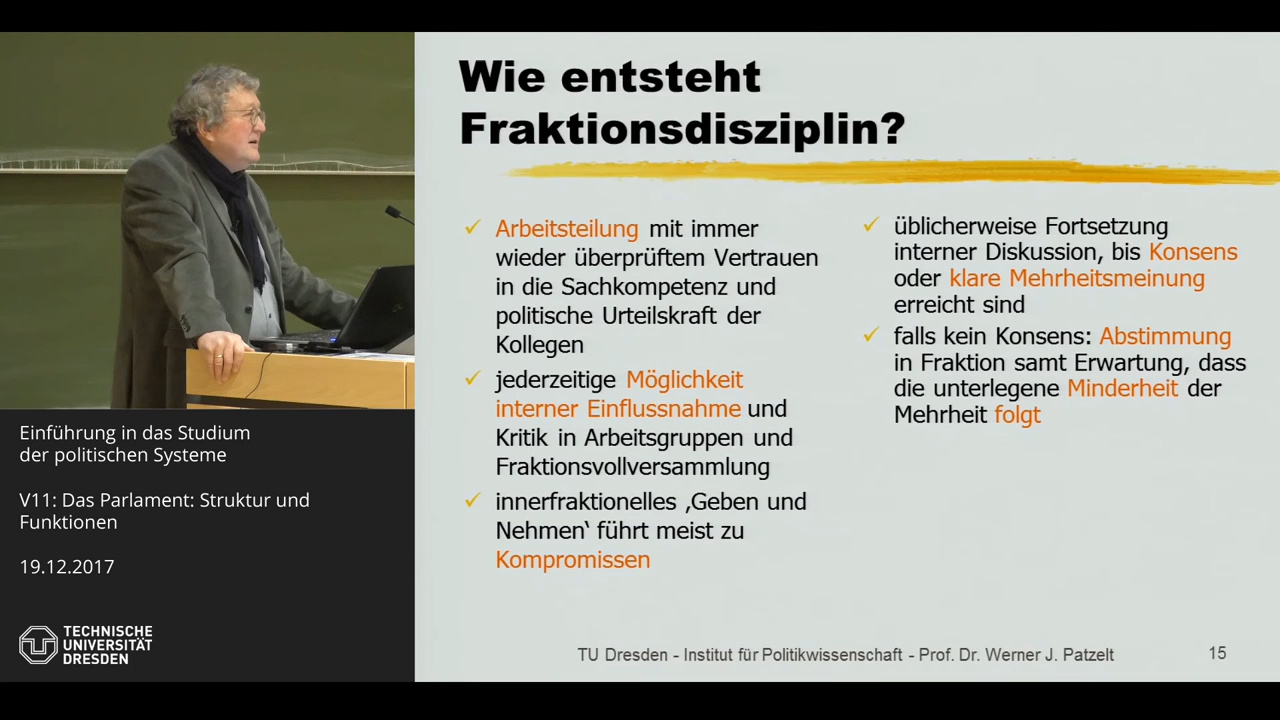 Wie entsteht
Fraktionsdisziplin?
✓ Arbeitsteilung mit immer
wieder überprüftem Vertrauen
in die Sachkompetenz und
politische Urteilskraft der
Kollegen
✓ jederzeitige Möglichkeit
interner Einflussnahme und
Kritik in Arbeitsgruppen und
Fraktionsvollversammlung
✓ innerfraktionelles ‚Geben und
Nehmen‘ führt meist zu
Kompromissen
✓ üblicherweise Fortsetzung
interner Diskussion, bis Konsens
oder klare Mehrheitsmeinung
erreicht sind
✓ falls kein Konsens: Abstimmung
in Fraktion samt Erwartung, dass
die unterlegene Minderheit der
Mehrheit folgt
TU Dresden - Institut für Politikwissenschaft - Prof. Dr. Werner J. Patzelt
15
Einführung in das Studium
der politischen Systeme
V11: Das Parlament: Struktur und
Funktionen
19.12.2017
TECHNISCHE
UNIVERSITÄT
DRESDEN